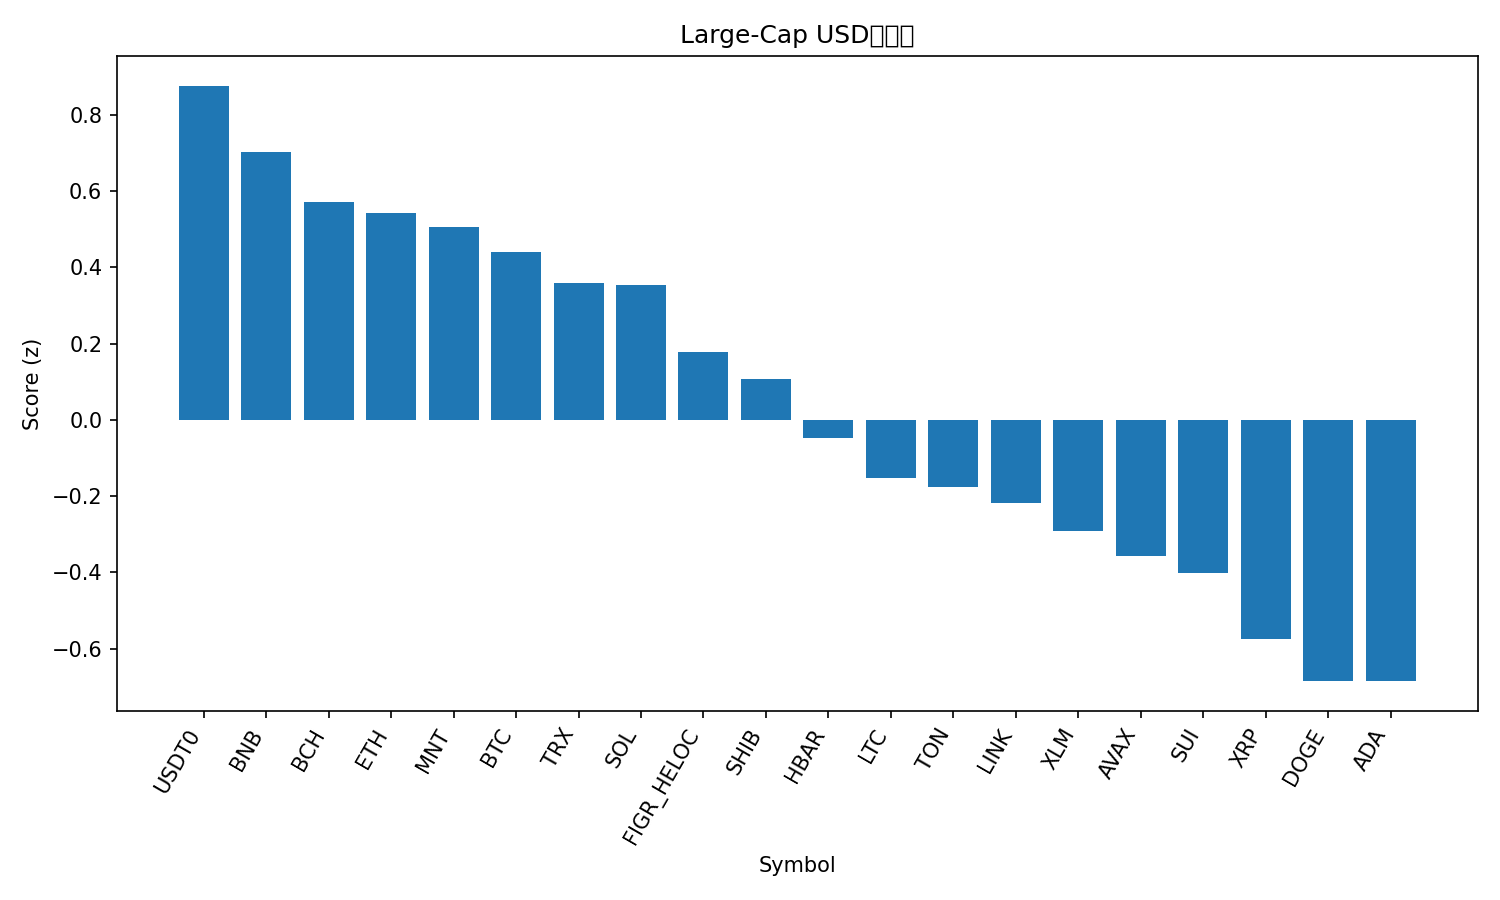 Large-Cap USD
Score (z)
0.8
0.6
0.4
0.2
0.0
−0.2
−0.4
−0.6
USDT0
BNB
BCH
ETH
MNT
BTC
TRX
SOL
FIGR_HELOC
SHIB
HBAR
LTC
TON
LINK
XLM
AVAX
SUI
XRP
DOGE
ADA
Symbol